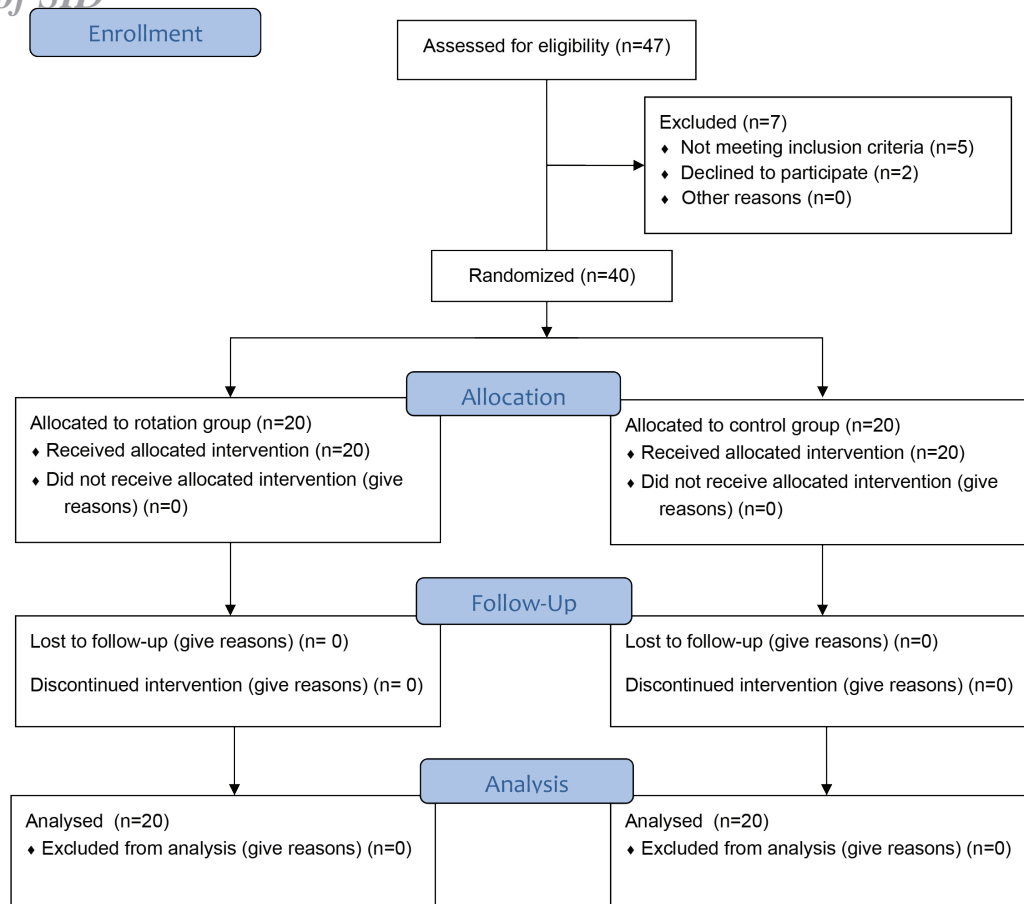 of SID
Enrollment
Assessed for eligibility (n=47)
Excluded (n=7)
♦ Not meeting inclusion criteria (n=5)
♦ Declined to participate (n=2)
♦ Other reasons (n=0)
Randomized (n=40)
Allocation
Allocated to rotation group (n=20)
♦ Received allocated intervention (n=20)
♦ Did not receive allocated intervention (give
reasons) (n=0)
Allocated to control group (n=20)
♦ Received allocated intervention (n=20)
♦ Did not receive allocated intervention (give
reasons) (n=0)
Follow-Up
Lost to follow-up (give reasons) (n= 0)
Discontinued intervention (give reasons) (n= 0)
Lost to follow-up (give reasons) (n=0)
Discontinued intervention (give reasons) (n=0)
Analysis
Analysed (n=20)
♦ Excluded from analysis (give reasons) (n=0)
Analysed (n=20)
♦ Excluded from analysis (give reasons) (n=0)